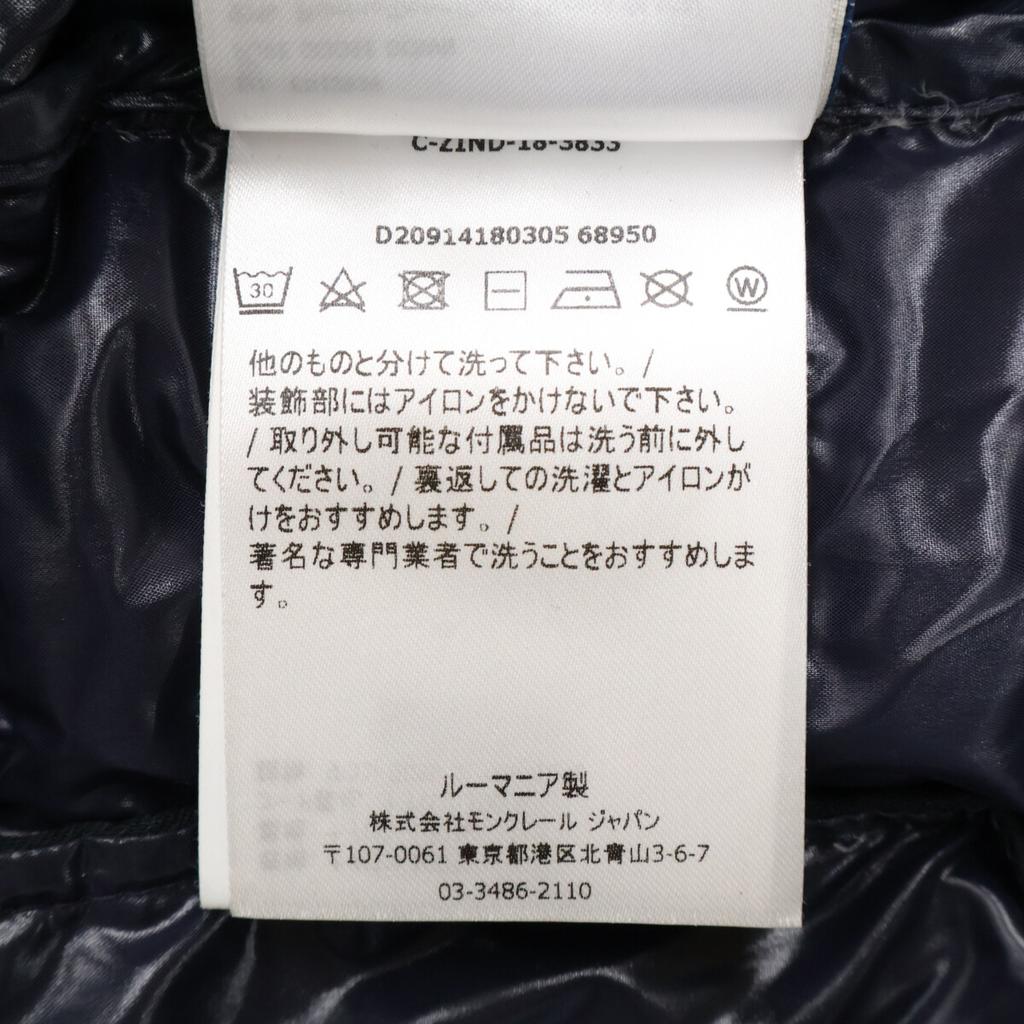 C-ZIND-18-3833
D20914180305 68950
30
W
他のものと分けて洗って下さい。/
装飾部にはアイロンをかけないで下さい。
/ 取り外し可能な付属品は洗う前に外し
てください。/ 裏返しての洗濯とアイロンが
けをおすすめします。/
著名な専門業者で洗うことをおすすめしま
す。
ルーマニア製
株式会社モンクレール ジャパン
〒107-0061 東京都港区北青山3-6-7
03-3486-2110